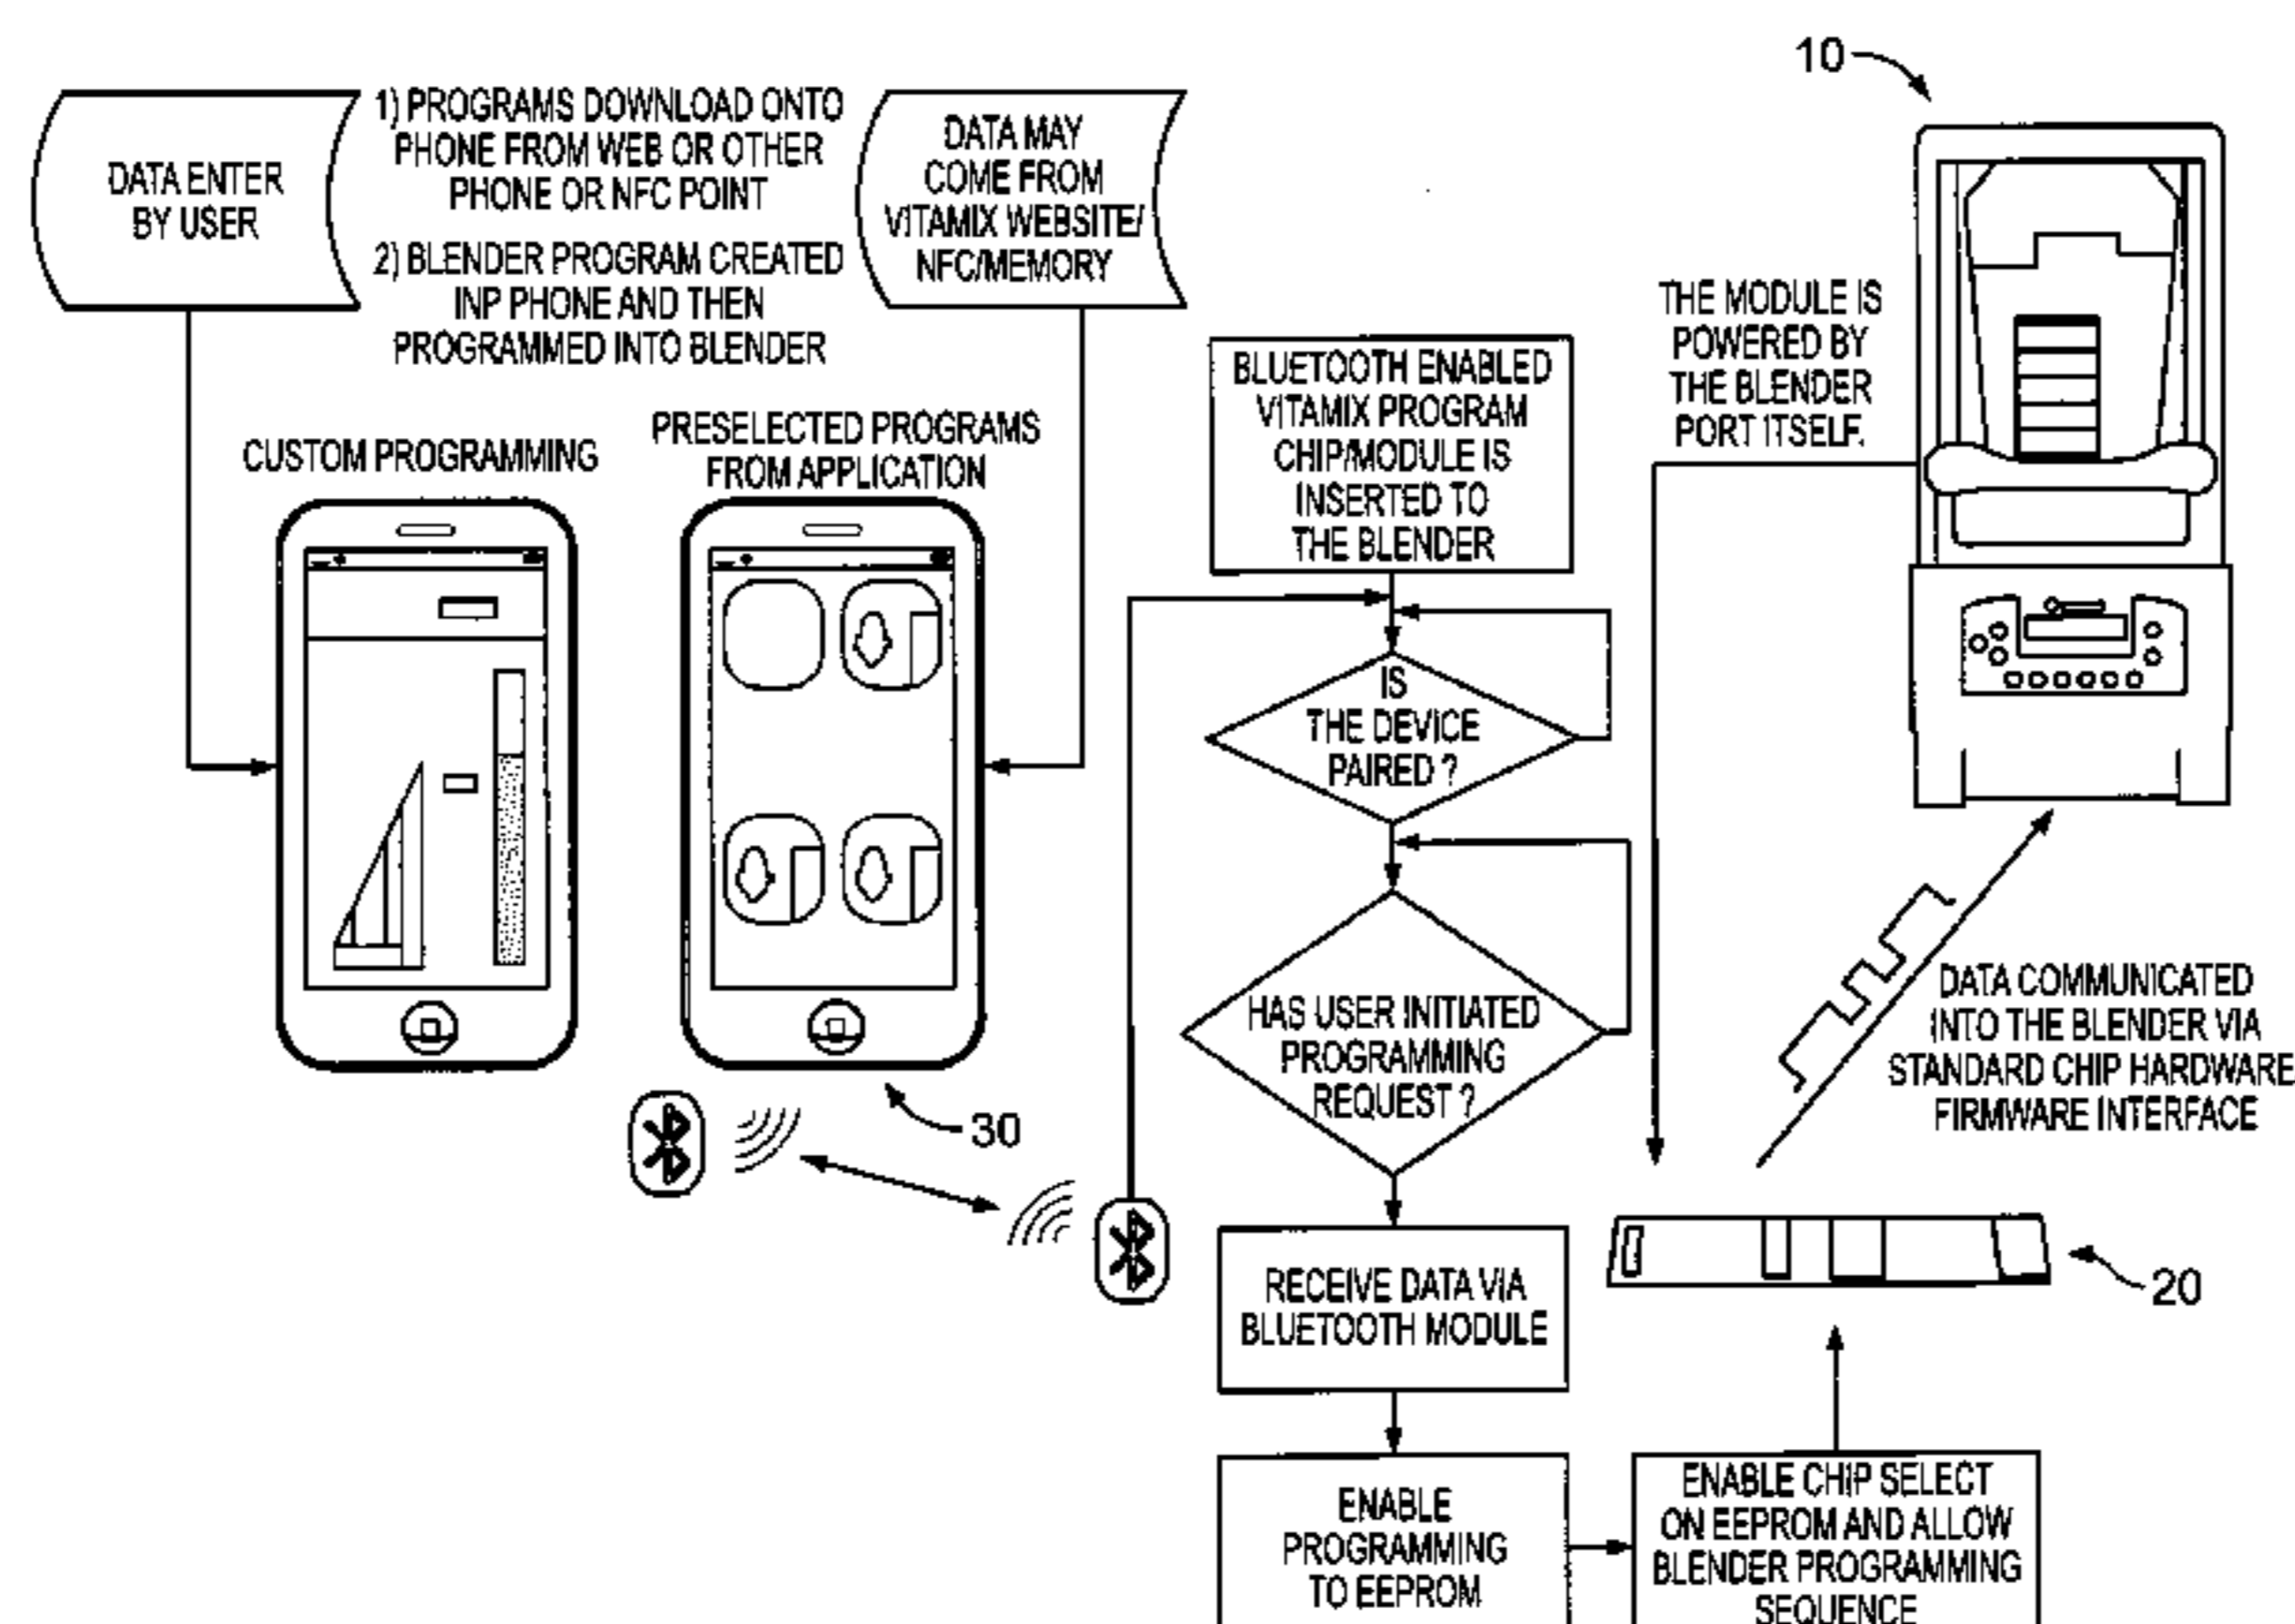 10
DATA ENTER
BY USER
1) PROGRAMS DOWNLOAD ONTO
PHONE FROM WEB OR OTHER
PHONE OR NFC POINT
2) BLENDER PROGRAM CREATED
INP PHONE AND THEN
PROGRAMMED INTO BLENDER
DATA MAY
COME FROM
VITAMIX WEBSITE/
NFC/MEMORY
CUSTOM PROGRAMMING
PRESELECTED PROGRAMS
FROM APPLICATION
BLUETOOTH ENABLED
VITAMIX PROGRAM
CHIP/MODULE IS
INSERTED TO
THE BLENDER
THE MODULE IS
POWERED BY
THE BLENDER
PORT ITSELF.
IS
THE DEVICE
PAIRED ?
HAS USER INITIATED
PROGRAMMING
REQUEST ?
DATA COMMUNICATED
INTO THE BLENDER VIA
STANDARD CHIP HARDWARE
FIRMWARE INTERFACE
30
RECEIVE DATA VIA
BLUETOOTH MODULE
20
ENABLE
PROGRAMMING
TO EEPROM
ENABLE CHIP SELECT
ON EEPROM AND ALLOW
BLENDER PROGRAMMING
SEQUENCE